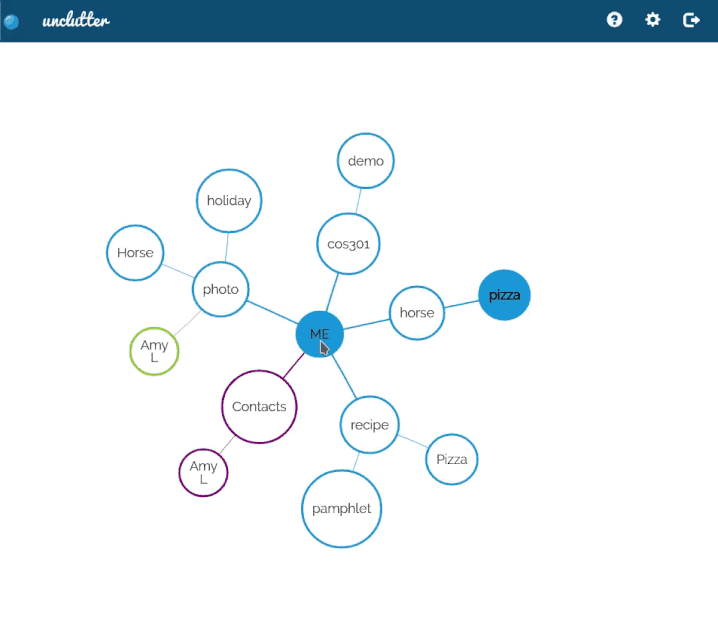 unclutter
demo
holiday
cos301
Horse
photo
pizza
horse
ME
Amy
L
Contacts
recipe
Pizza
Amy
L
pamphlet